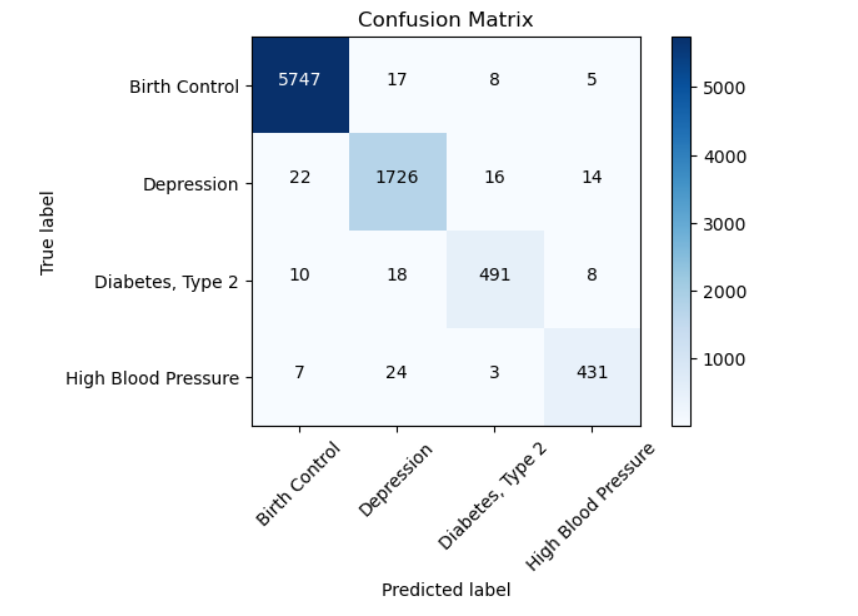 Confusion Matrix
True label
Birth Control 5747 17 8 5
Depression 22 1726 16 14
Diabetes, Type 2 10 18 491 8
High Blood Pressure 7 24 3 431
Birth Control
Depression
Diabetes, Type 2
High Blood Pressure
Predicted label
5000
4000
3000
2000
1000